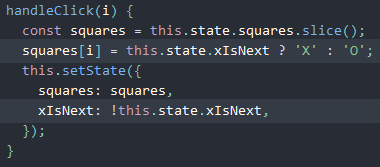 handleClick(i) {
  const squares = this.state.squares.slice();
  squares[i] = this.state.xIsNext ? 'X' : 'O';
  this.setState({
    squares: squares,
    xIsNext: !this.state.xIsNext,
  });
}